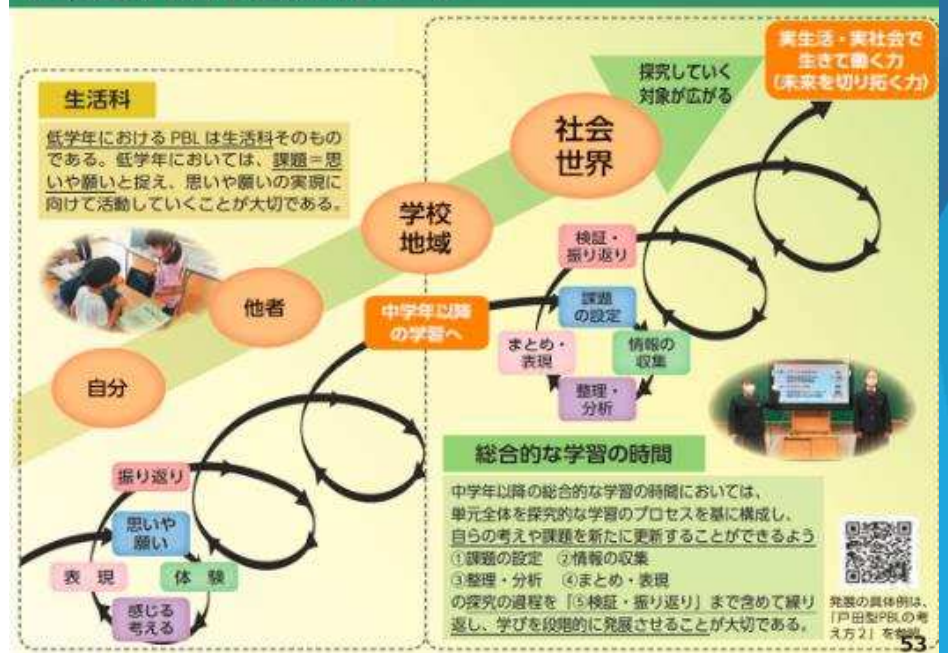 生活科
低学年における PBL は生活科そのもの
である。低学年においては、課題＝思
いや願いと捉え、思いや願いの実現に
向けて活動していくことが大切である。
自分
他者
学校
地域
社会
世界
探究していく
対象が広がる
実生活・実社会で
生きて働く力
(未来を切り拓く力)
中学年以降
の学習へ
振り返り
思いや
願い
表 現
体 験
感じる
考える
検証・
振り返り
課題
の設定
まとめ・
表現
情報の
収集
整理・
分析
総合的な学習の時間
中学年以降の総合的な学習の時間においては、
単元全体を探究的な学習のプロセスを基に構成し、
自らの考えや課題を新たに更新することができるよう
①課題の設定 ②情報の収集
③整理・分析 ④まとめ・表現
の探究の過程を「⑤検証・振り返り」まで含めて繰り
返し、学びを段階的に発展させることが大切である。
発展の具体例は、
「戸田型PBLの考
え方２」を参照
53